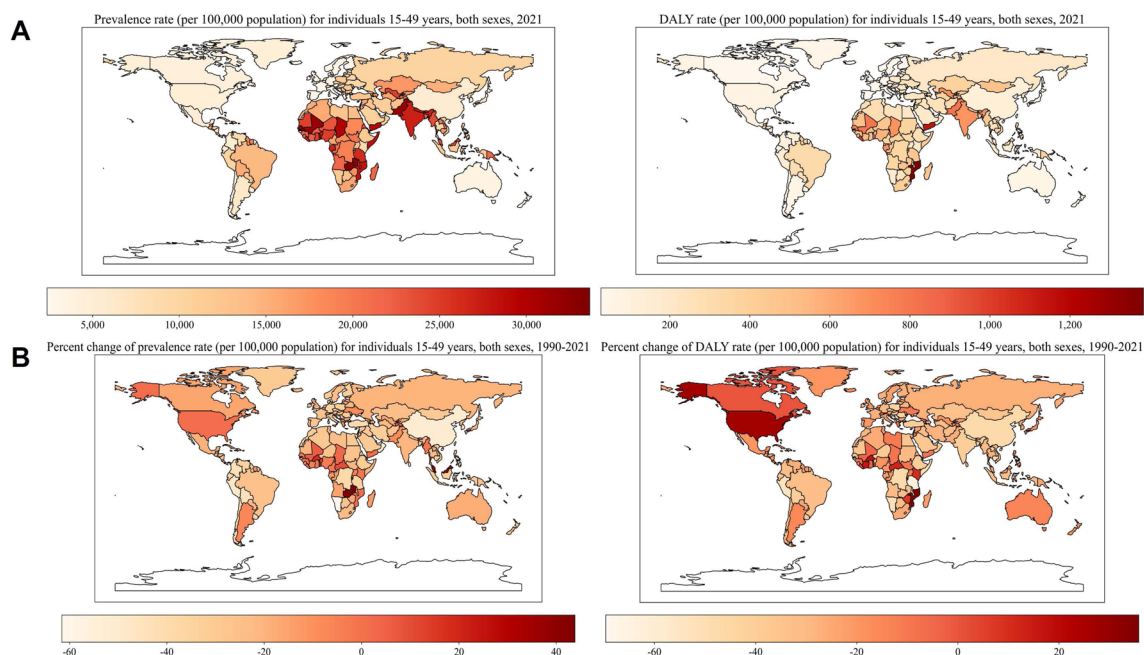 A
Prevalence rate (per 100,000 population) for individuals 15-49 years, both sexes, 2021
DALY rate (per 100,000 population) for individuals 15-49 years, both sexes, 2021
5,000 10,000 15,000 20,000 25,000 30,000
200 400 600 800 1,000 1,200
B
Percent change of prevalence rate (per 100,000 population) for individuals 15-49 years, both sexes, 1990-2021
Percent change of DALY rate (per 100,000 population) for individuals 15-49 years, both sexes, 1990-2021
-60 -40 -20 0 20 40
-60 -40 -20 0 20